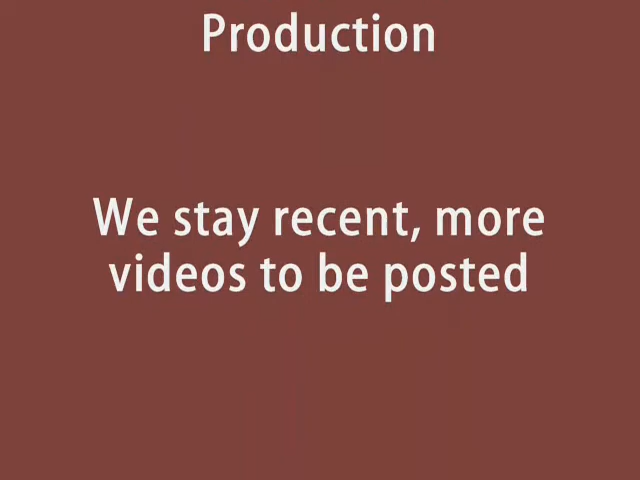 Production
We stay recent, more
videos to be posted